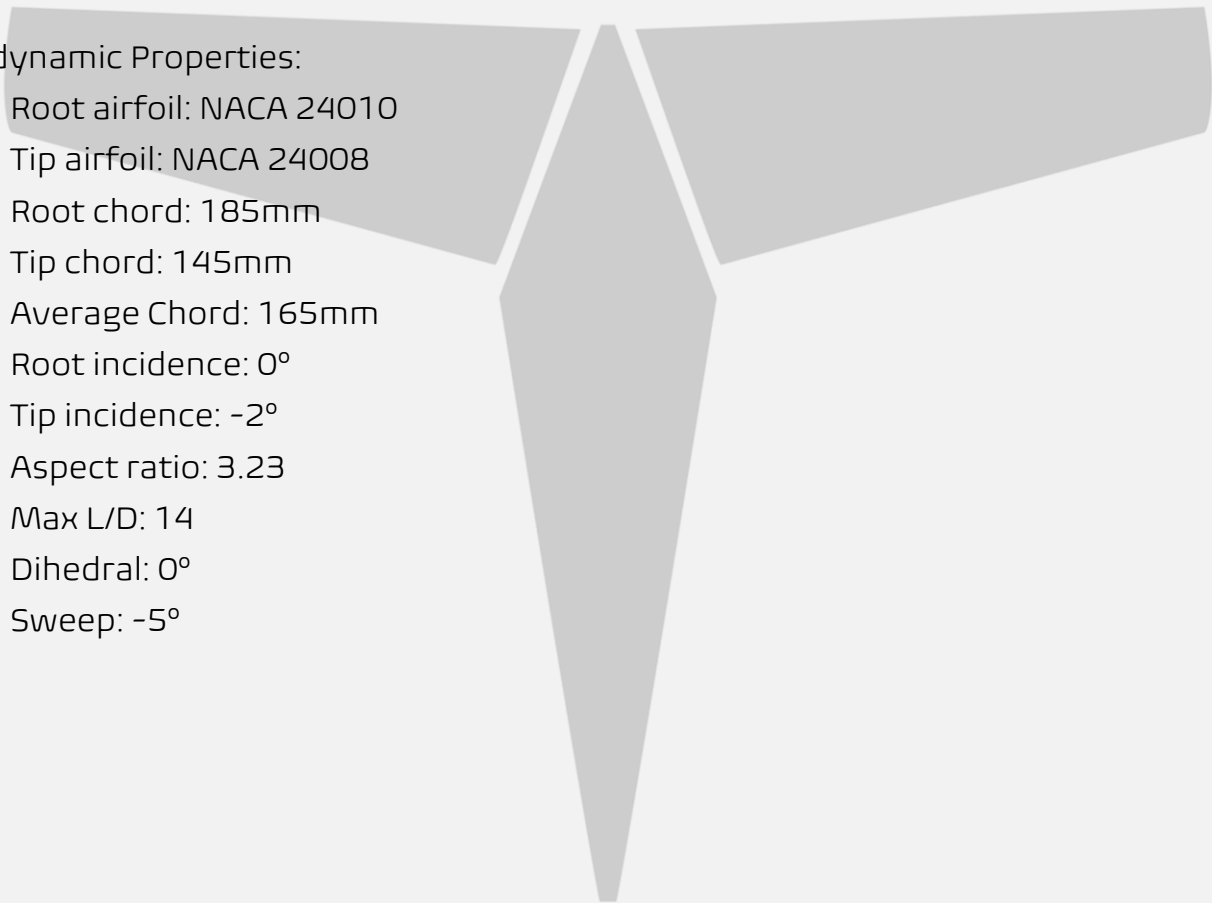 dynamic Properties:
Root airfoil: NACA 24010
Tip airfoil: NACA 24008
Root chord: 185mm
Tip chord: 145mm
Average Chord: 165mm
Root incidence: 0º
Tip incidence: -2º
Aspect ratio: 3.23
Max L/D: 14
Dihedral: 0º
Sweep: -5º